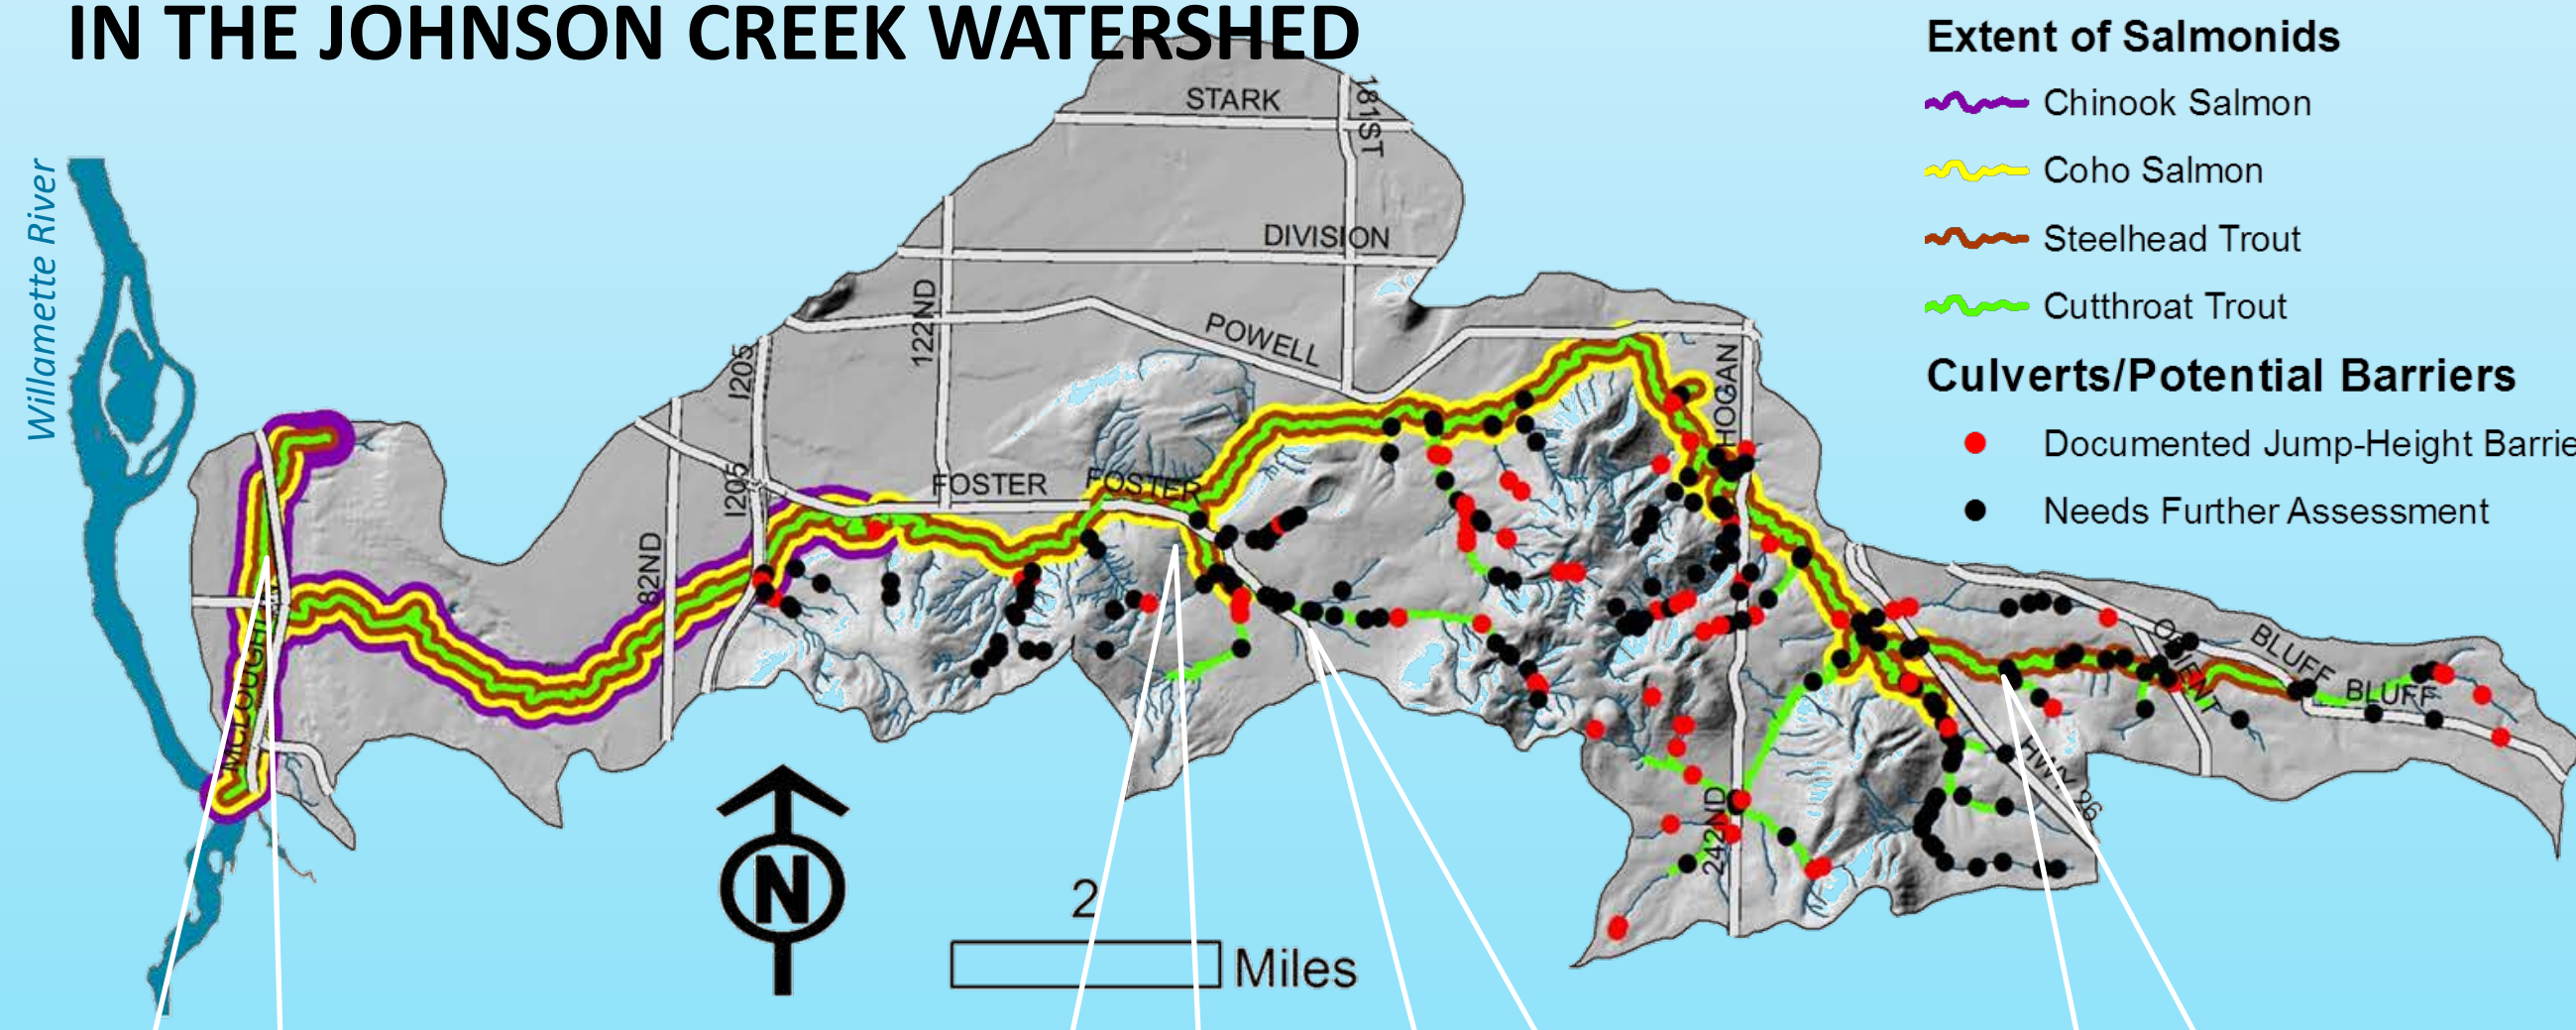 IN THE JOHNSON CREEK WATERSHED
Extent of Salmonids
Chinook Salmon
Coho Salmon
Steelhead Trout
Cutthroat Trout
Culverts/Potential Barriers
Documented Jump-Height Barrie
Needs Further Assessment
Willamette River
STARK
181ST
DIVISION
122ND
POWELL
I205
I205
HOGAN
FOSTER
FOSTER
82ND
MCLOUGHLIN
ORIENT
BLUFF
BLUFF
HWY 26
242ND
N
2
Miles